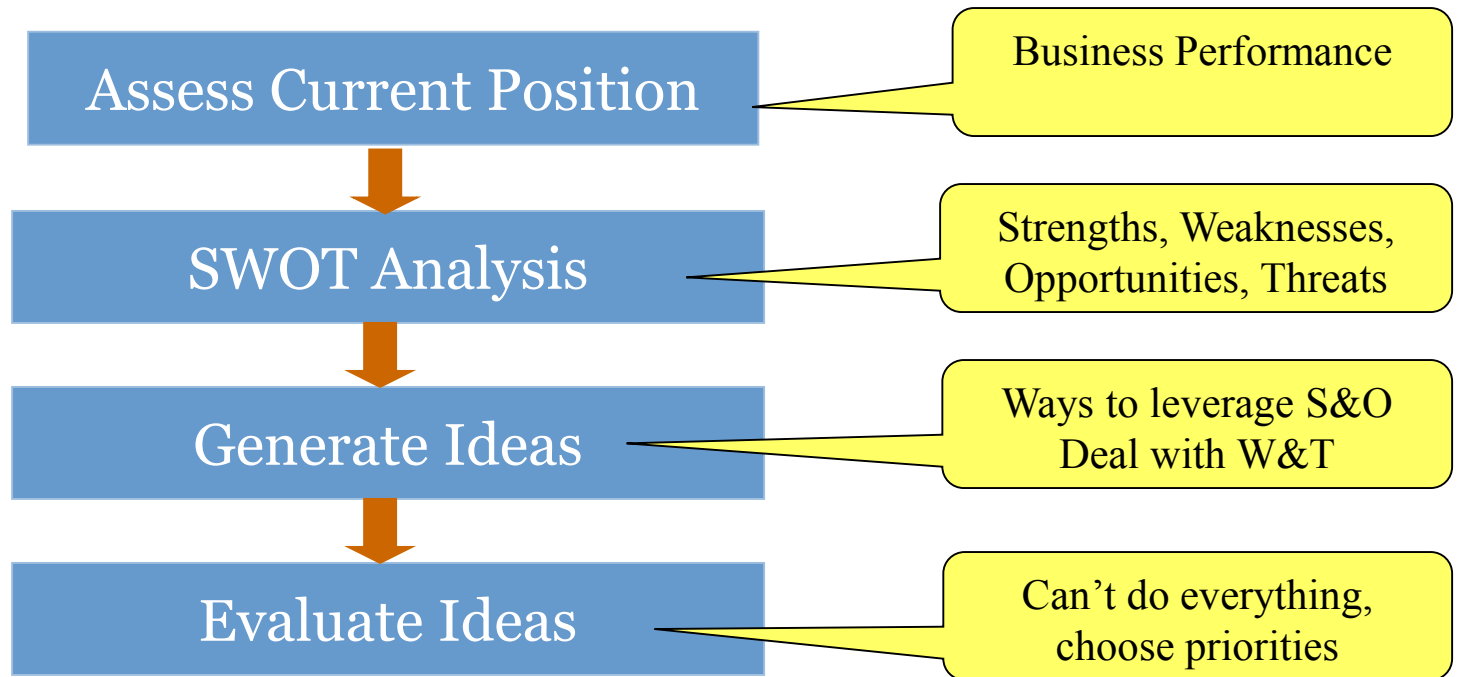 Assess Current Position
Business Performance
SWOT Analysis
Strengths, Weaknesses,
Opportunities, Threats
Generate Ideas
Ways to leverage S&O
Deal with W&T
Evaluate Ideas
Can’t do everything,
choose priorities